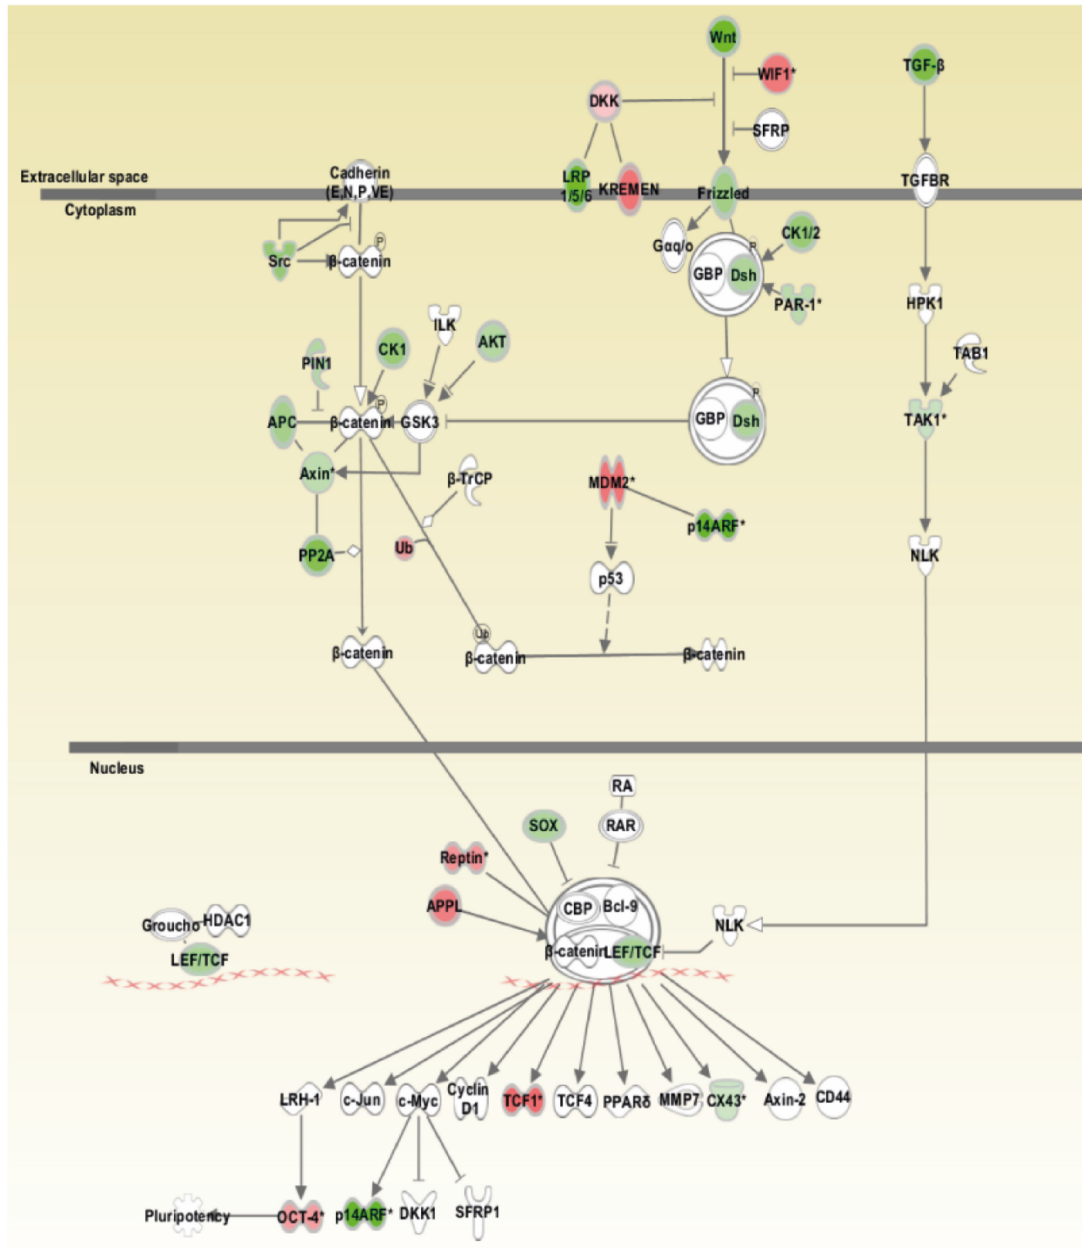 Wnt
WIF1*
TGF-β
DKK
SFRP
Extracellular space
Cadherin
(E,N,P,VE)
LRP
1/5/6
KREMEN
Frizzled
TGFBR
Cytoplasm
P
Src
β-catenin
Gαq/o
P
CK1/2
GBP
Dsh
PAR-1*
HPK1
ILK
PIN1
CK1
AKT
TAB1
P
APC
β-catenin
GSK3
P
GBP
Dsh
TAK1*
Axin*
β-TrCP
MDM2*
p14ARF*
PP2A
Ub
p53
NLK
Ub
β-catenin
β-catenin
β-catenin
Nucleus
RA
SOX
RAR
Reptin*
APPL
CBP
Bcl-9
Groucho
HDAC1
NLK
LEF/TCF
β-catenin
LEF/TCF
LRH-1
c-Jun
c-Myc
Cyclin
D1
TCF1*
TCF4
PPARδ
MMP7
CX43*
Axin-2
CD44
Pluripotency
OCT-4*
p14ARF*
DKK1
SFRP1